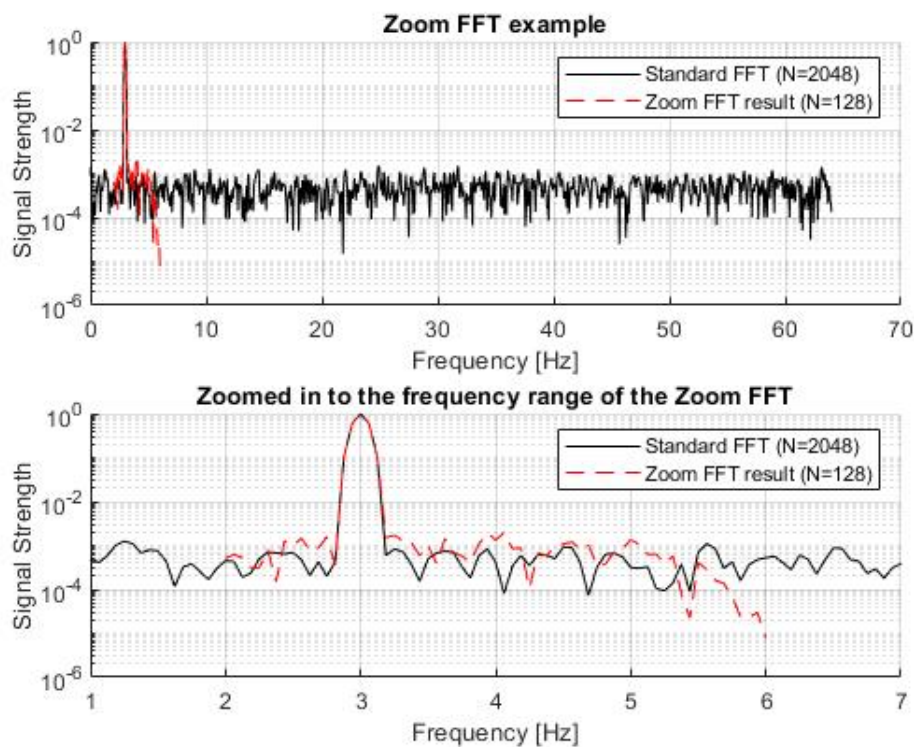 Zoom FFT example
10^0
10^-2
10^-4
10^-6
Signal Strength
Standard FFT (N=2048)
Zoom FFT result (N=128)
0 10 20 30 40 50 60 70
Frequency [Hz]
Zoomed in to the frequency range of the Zoom FFT
10^0
10^-2
10^-4
10^-6
Signal Strength
Standard FFT (N=2048)
Zoom FFT result (N=128)
1 2 3 4 5 6 7
Frequency [Hz]